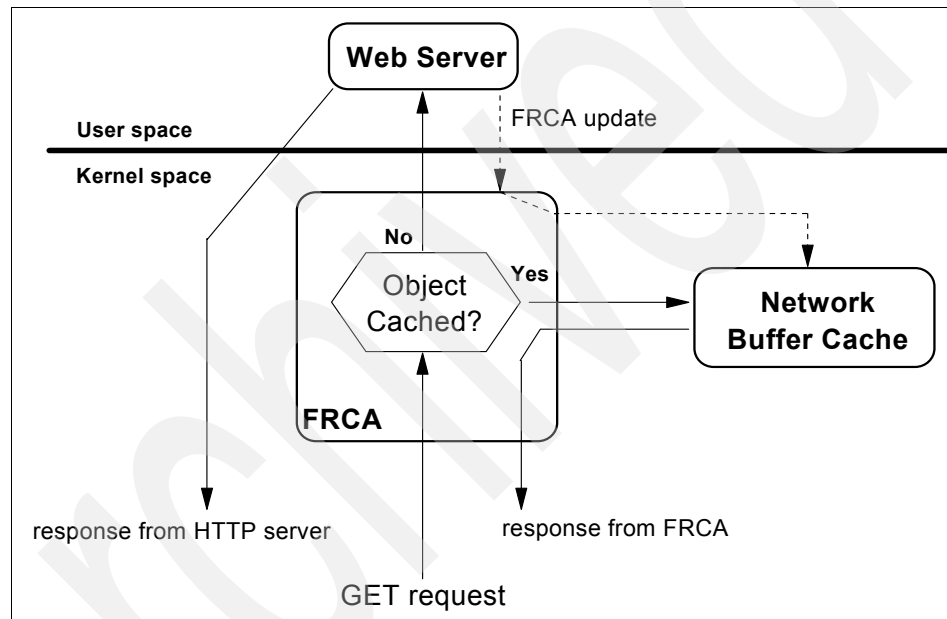 Web Server
FRCA update
User space
Kernel space
No
Yes
Object
Cached?
Network
Buffer Cache
FRCA
response from HTTP server
response from FRCA
GET request